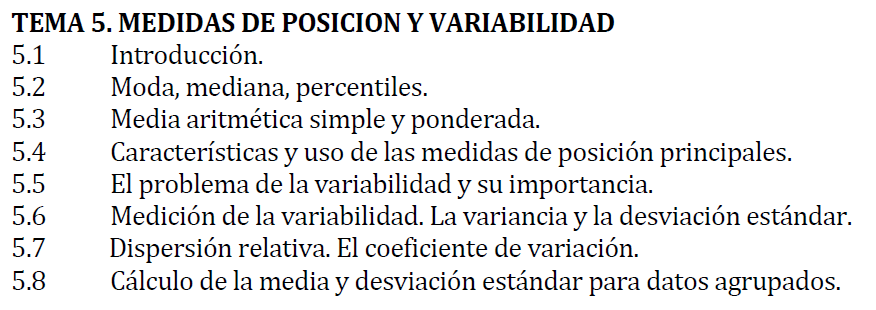 TEMA 5. MEDIDAS DE POSICION Y VARIABILIDAD
5.1 Introducción.
5.2 Moda, mediana, percentiles.
5.3 Media aritmética simple y ponderada.
5.4 Características y uso de las medidas de posición principales.
5.5 El problema de la variabilidad y su importancia.
5.6 Medición de la variabilidad. La variancia y la desviación estándar.
5.7 Dispersión relativa. El coeficiente de variación.
5.8 Cálculo de la media y desviación estándar para datos agrupados.